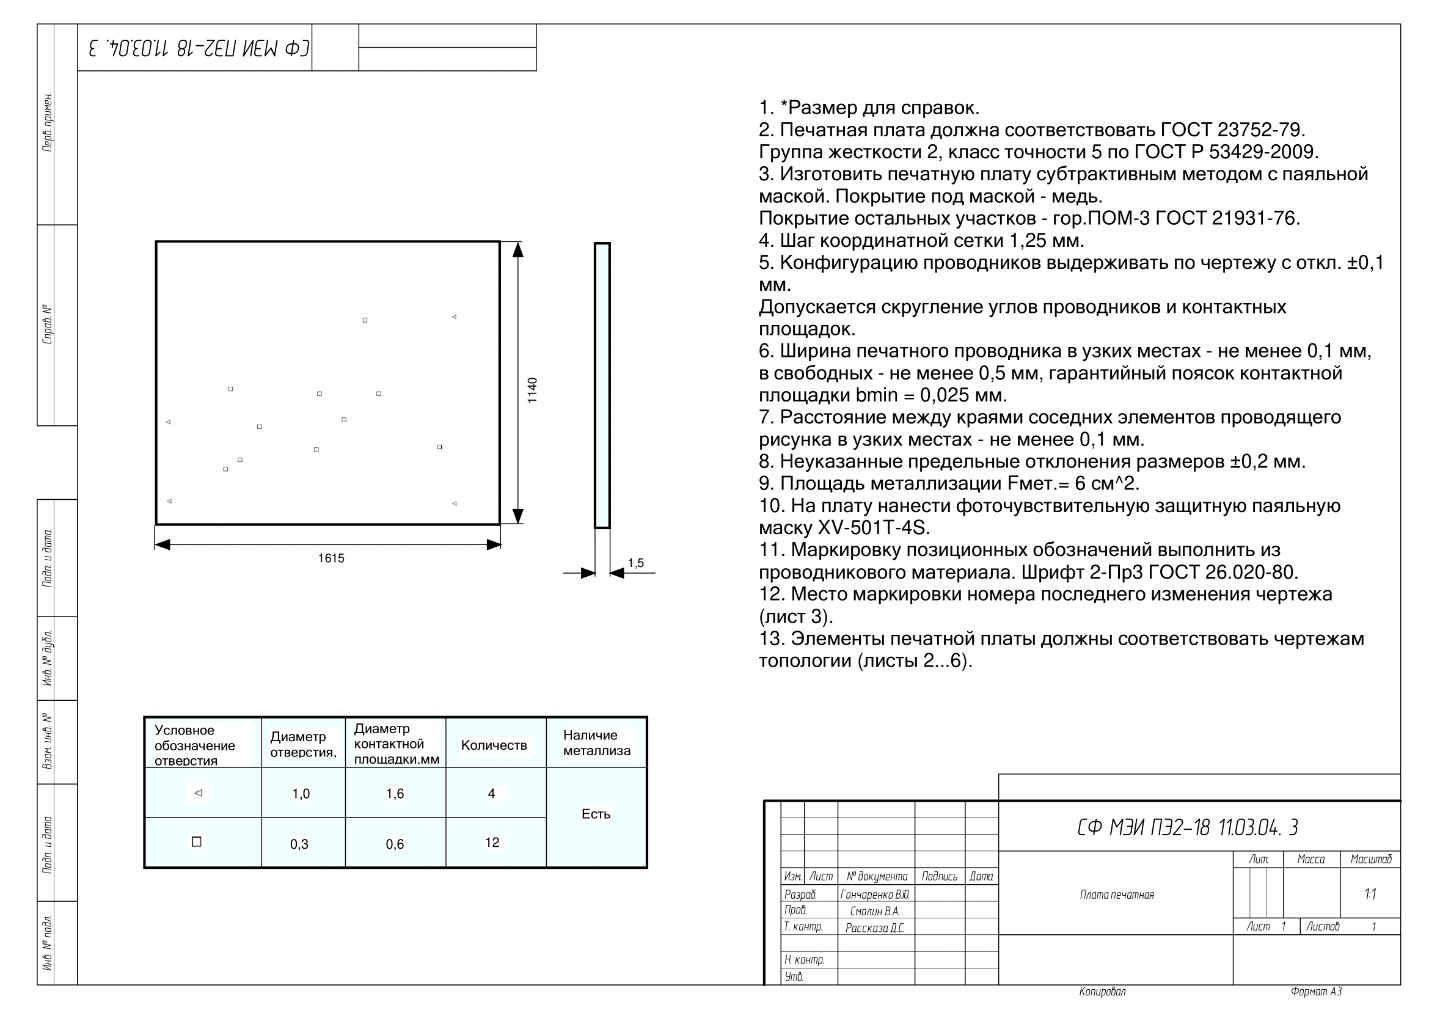 СФ МЭИ ПЭ2-18 11.03.04. 3
Перв. примен.
Справ. №
Подп. и дата
Инв. № дубл.
Взам. инв. №
Подп. и дата
Инв. № подл.
1140
1615
1,5
1. *Размер для справок.
2. Печатная плата должна соответствовать ГОСТ 23752-79.
Группа жесткости 2, класс точности 5 по ГОСТ Р 53429-2009.
3. Изготовить печатную плату субтрактивным методом с паяльной
маской. Покрытие под маской - медь.
Покрытие остальных участков - гор.ПОМ-3 ГОСТ 21931-76.
4. Шаг координатной сетки 1,25 мм.
5. Конфигурацию проводников выдерживать по чертежу с откл. ±0,1
мм.
Допускается скругление углов проводников и контактных
площадок.
6. Ширина печатного проводника в узких местах - не менее 0,1 мм,
в свободных - не менее 0,5 мм, гарантийный поясок контактной
площадки bmin = 0,025 мм.
7. Расстояние между краями соседних элементов проводящего
рисунка в узких местах - не менее 0,1 мм.
8. Неуказанные предельные отклонения размеров ±0,2 мм.
9. Площадь металлизации Fмет.= 6 см^2.
10. На плату нанести фоточувствительную защитную паяльную
маску XV-501T-4S.
11. Маркировку позиционных обозначений выполнить из
проводникового материала. Шрифт 2-Пр3 ГОСТ 26.020-80.
12. Место маркировки номера последнего изменения чертежа
(лист 3).
13. Элементы печатной платы должны соответствовать чертежам
топологии (листы 2...6).
Условное обозначение отверстия
Диаметр отверстия,
Диаметр контактной площадки,мм
Количеств
Наличие металлиза
1,0 1,6 4
Есть
0,3 0,6 12
СФ МЭИ ПЭ2-18 11.03.04. 3
Лит. Масса Масштаб
Изм. Лист № документа Подпись Дата
Разраб. Гончаренко В.Ю.
Плата печатная
1:1
Пров. Смолин В.А.
Т. контр. Рассказа Д.С.
Лист 1 Листов 1
Н. контр.
Утв.
Копировал Формат А3